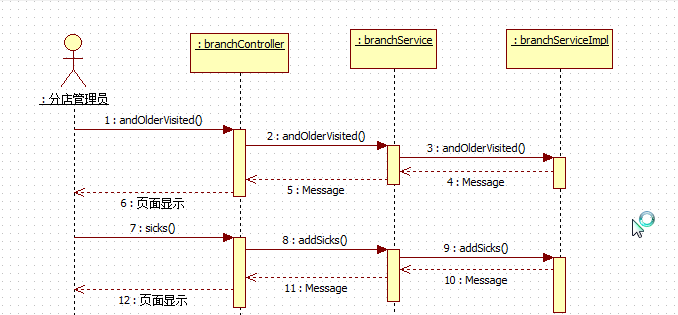 : branchController
: branchService
: branchServiceImpl
: 分店管理员
1 : andOlderVisited()
2 : andOlderVisited()
3 : andOlderVisited()
4 : Message
5 : Message
6 : 页面显示
7 : sicks()
8 : addSicks()
9 : addSicks()
10 : Message
11 : Message
12 : 页面显示